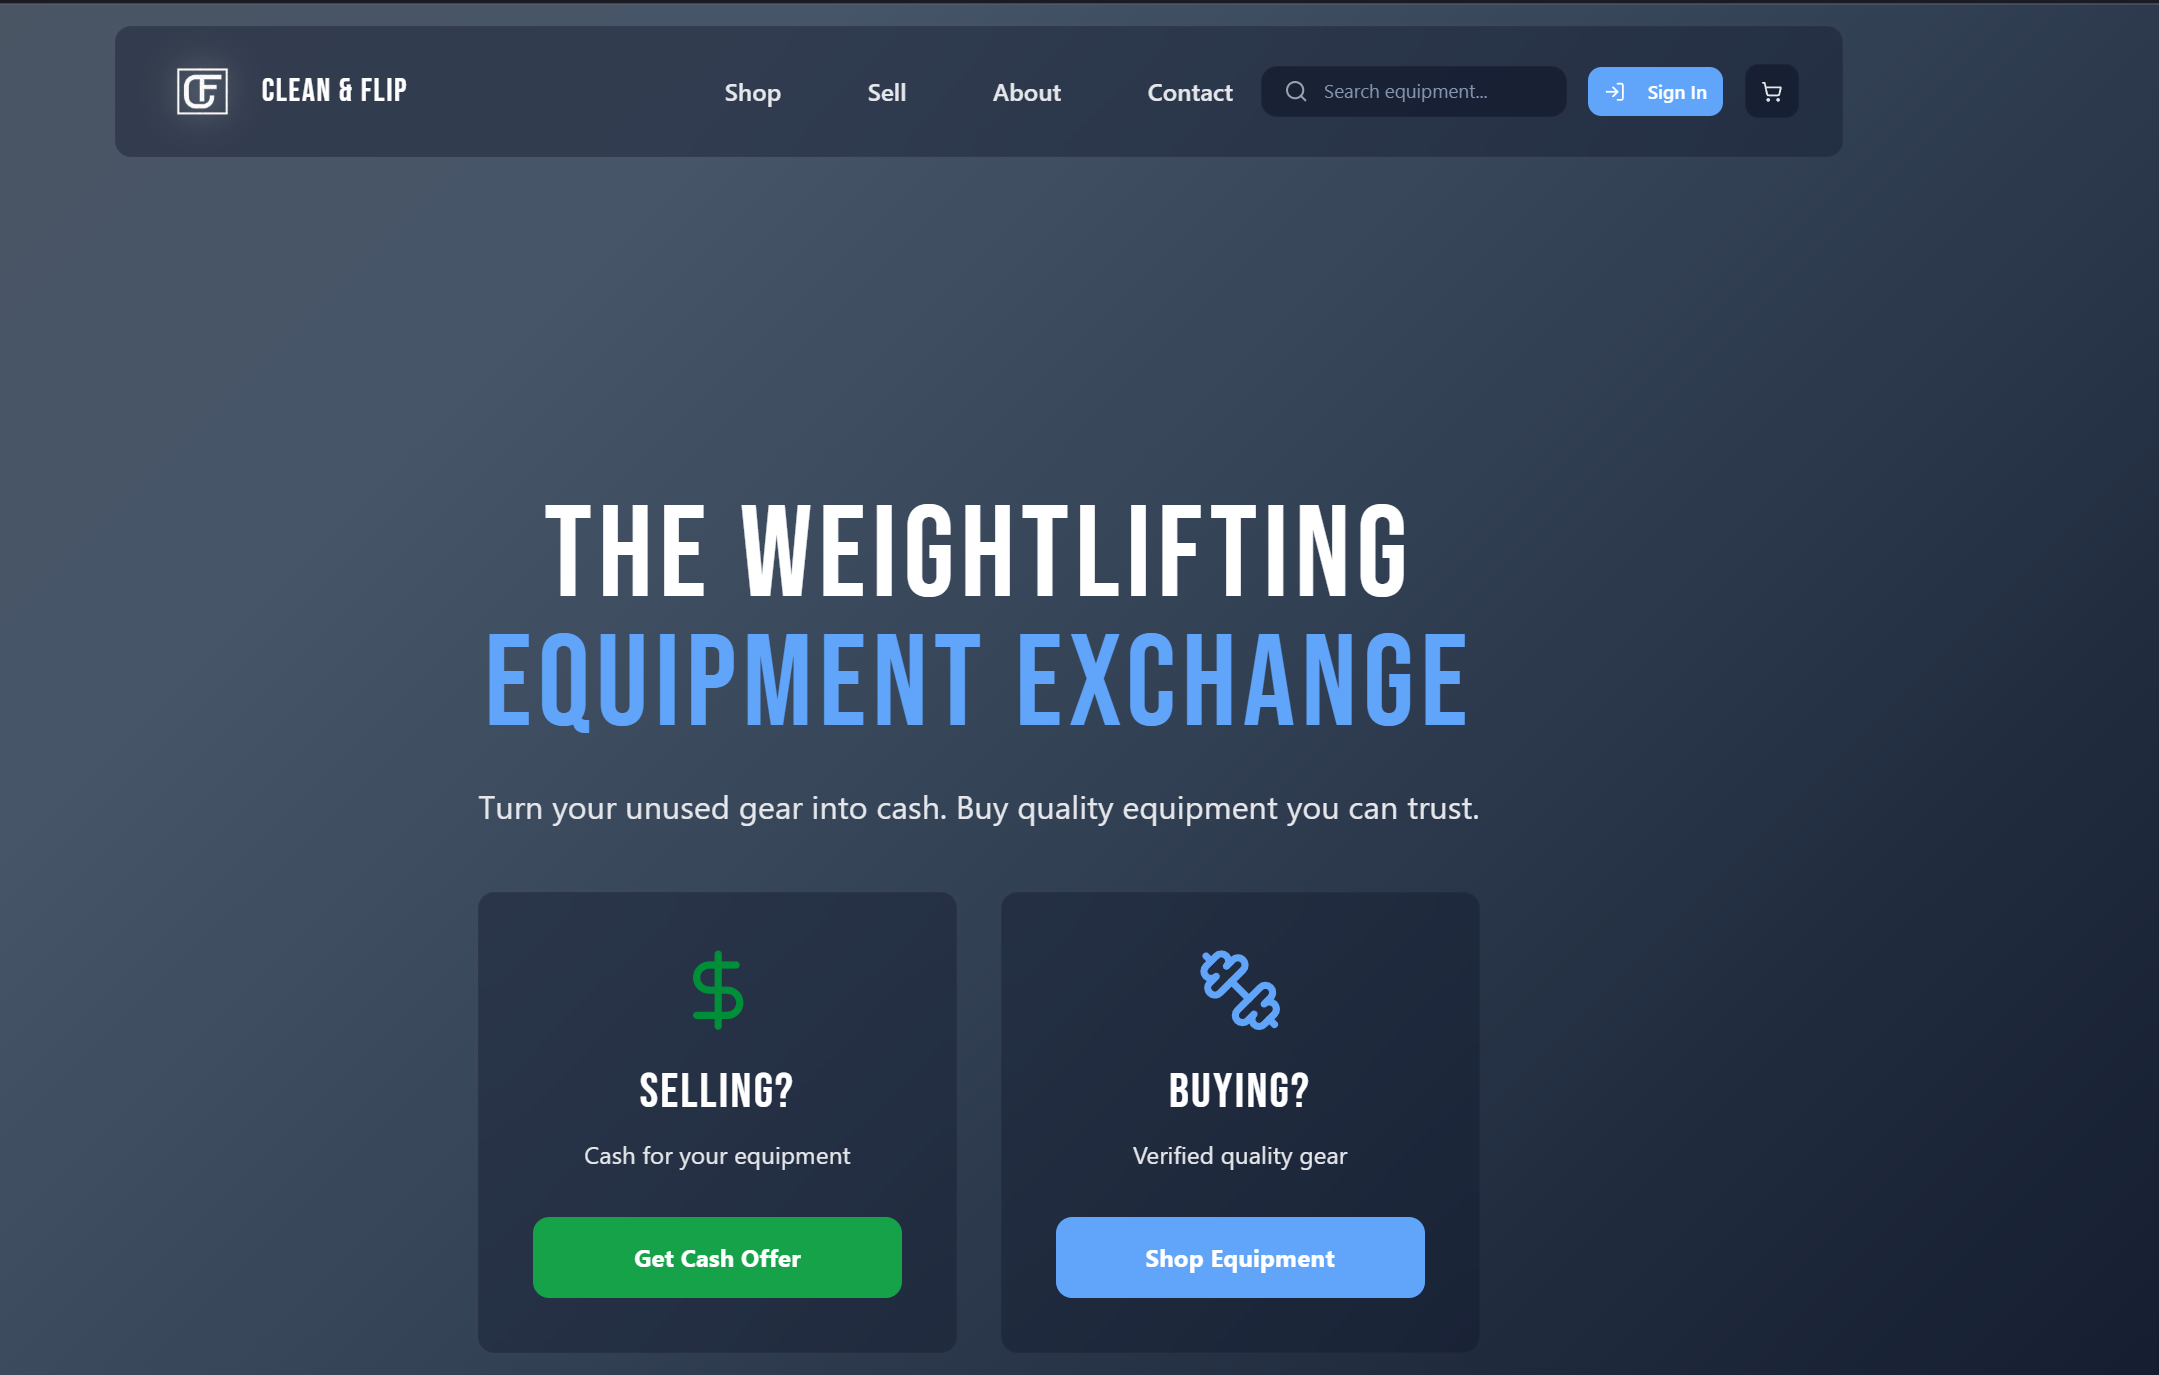 CF
CLEAN & FLIP
Shop
Sell
About
Contact
Search equipment...
Sign In
THE WEIGHTLIFTING
EQUIPMENT EXCHANGE
Turn your unused gear into cash. Buy quality equipment you can trust.
$
SELLING?
Cash for your equipment
Get Cash Offer
BUYING?
Verified quality gear
Shop Equipment